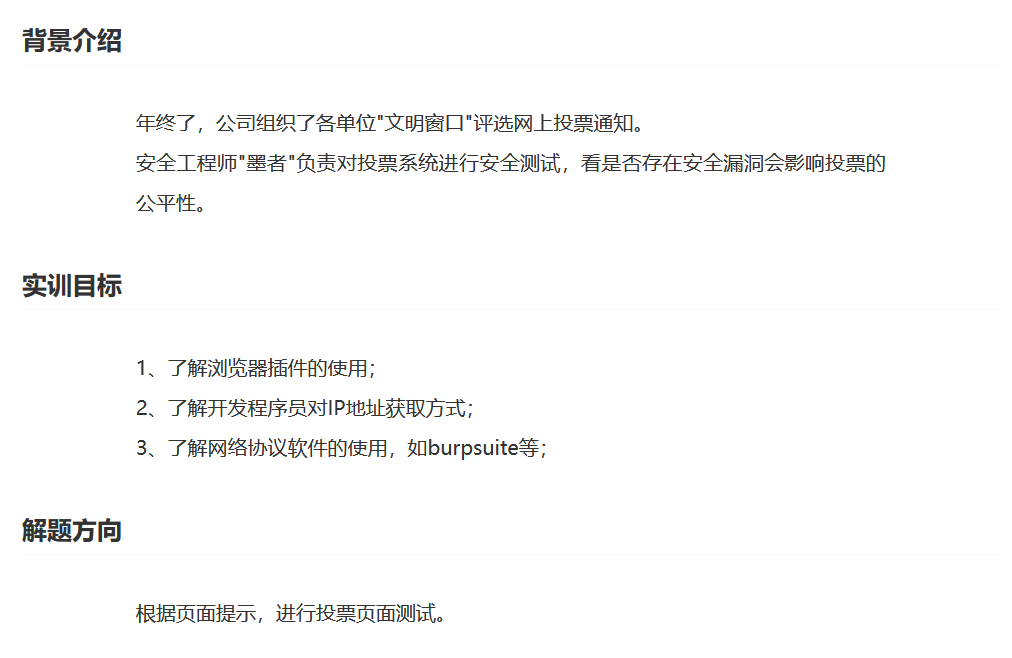 背景介绍
年终了，公司组织了各单位"文明窗口"评选网上投票通知。
安全工程师"墨者"负责对投票系统进行安全测试，看是否存在安全漏洞会影响投票的
公平性。
实训目标
1、了解浏览器插件的使用；
2、了解开发程序员对IP地址获取方式；
3、了解网络协议软件的使用，如burpsuite等；
解题方向
根据页面提示，进行投票页面测试。